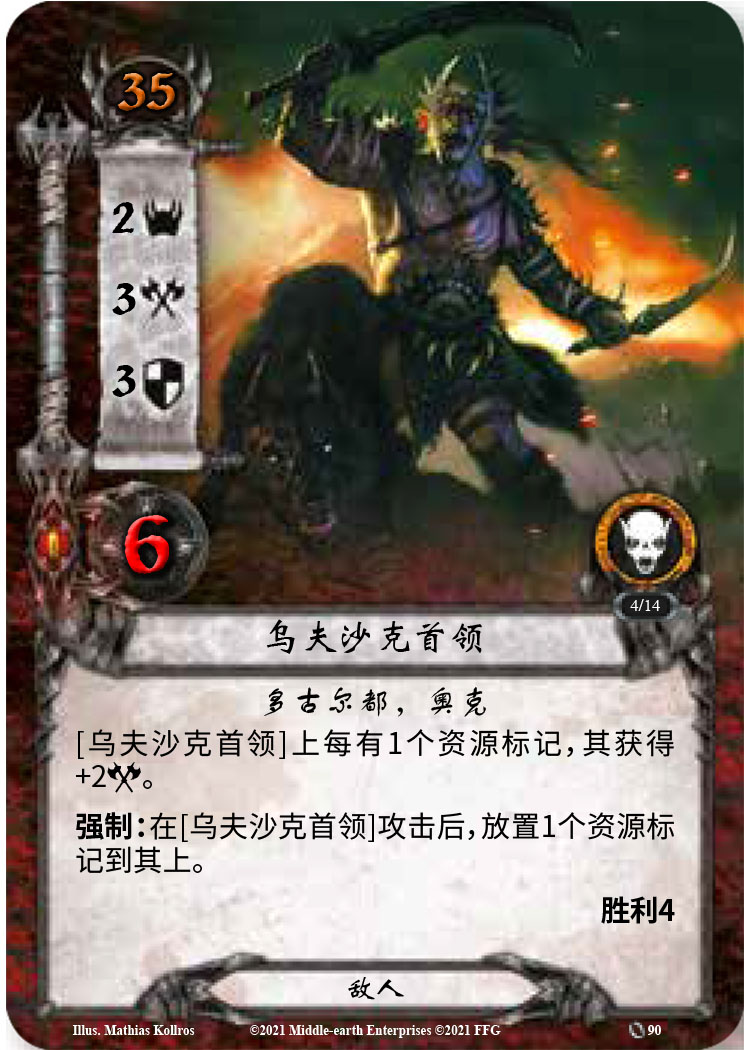 35
2
3
3
6
4/14
乌夫沙克首领
多古尔都，奥克
[乌夫沙克首领]上每有1个资源标记，其获得
+2。
强制：在[乌夫沙克首领]攻击后，放置1个资源标
记到其上。
胜利4
敌人
Illus. Mathias Kollros ©2021 Middle-earth Enterprises ©2021 FFG 90